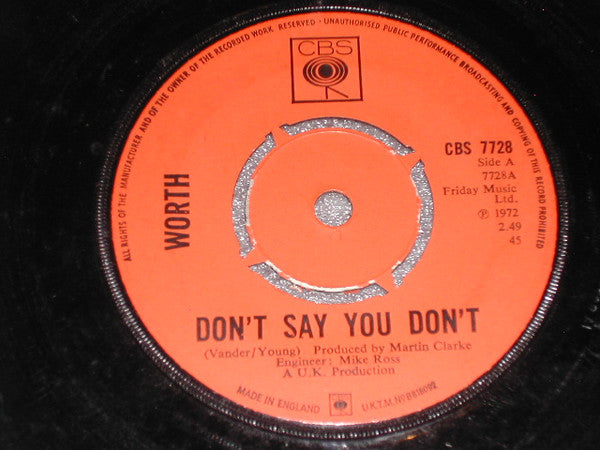 ALL RIGHTS OF THE MANUFACTURER AND OF THE OWNER OF THE RECORDED WORK RESERVED - UNAUTHORISED PUBLIC PERFORMANCE BROADCASTING AND COPYING OF THIS RECORD PROHIBITED
CBS
WORTH
CBS 7728
Side A.
7728A
Friday Music
Ltd.
℗ 1972
2.49
45
DON'T SAY YOU DON'T
(Vander/Young) Produced by Martin Clarke
Engineer: Mike Ross
A U.K. Production
MADE IN ENGLAND
U.K.T.M. No